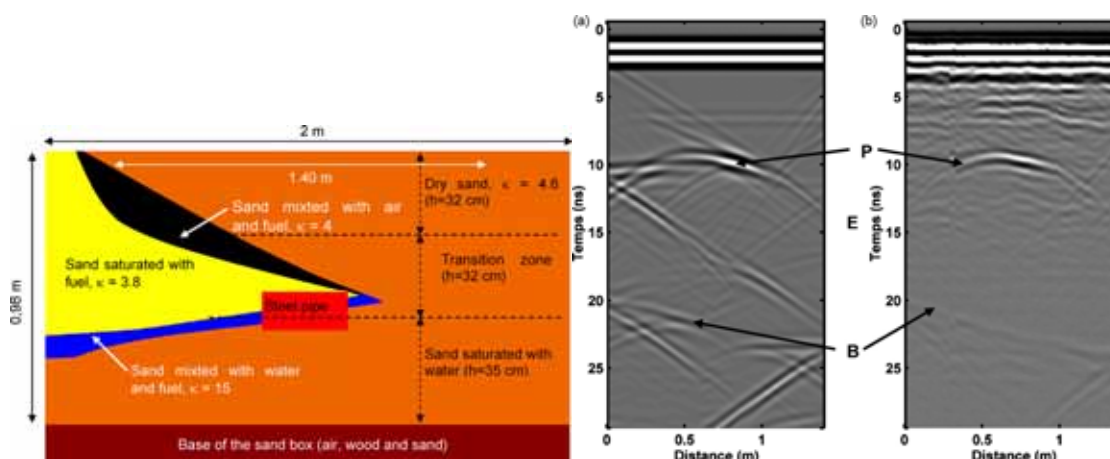 2 m
0,98 m
1.40 m
Dry sand, κ = 4.6
(h=32 cm)
Sand mixted with air
and fuel, κ = 4
Sand saturated with
fuel, κ = 3.8
Transition zone
(h=32 cm)
Steel pipe
Sand saturated with
water (h=35 cm)
Sand mixted with water
and fuel, κ = 15
Base of the sand box (air, wood and sand)
(a)
0
5
10
15
20
25
Temps (ns)
0 0.5 1
Distance (m)
P
E
B
(b)
0
5
10
15
20
25
Temps (ns)
0 0.5 1
Distance (m)